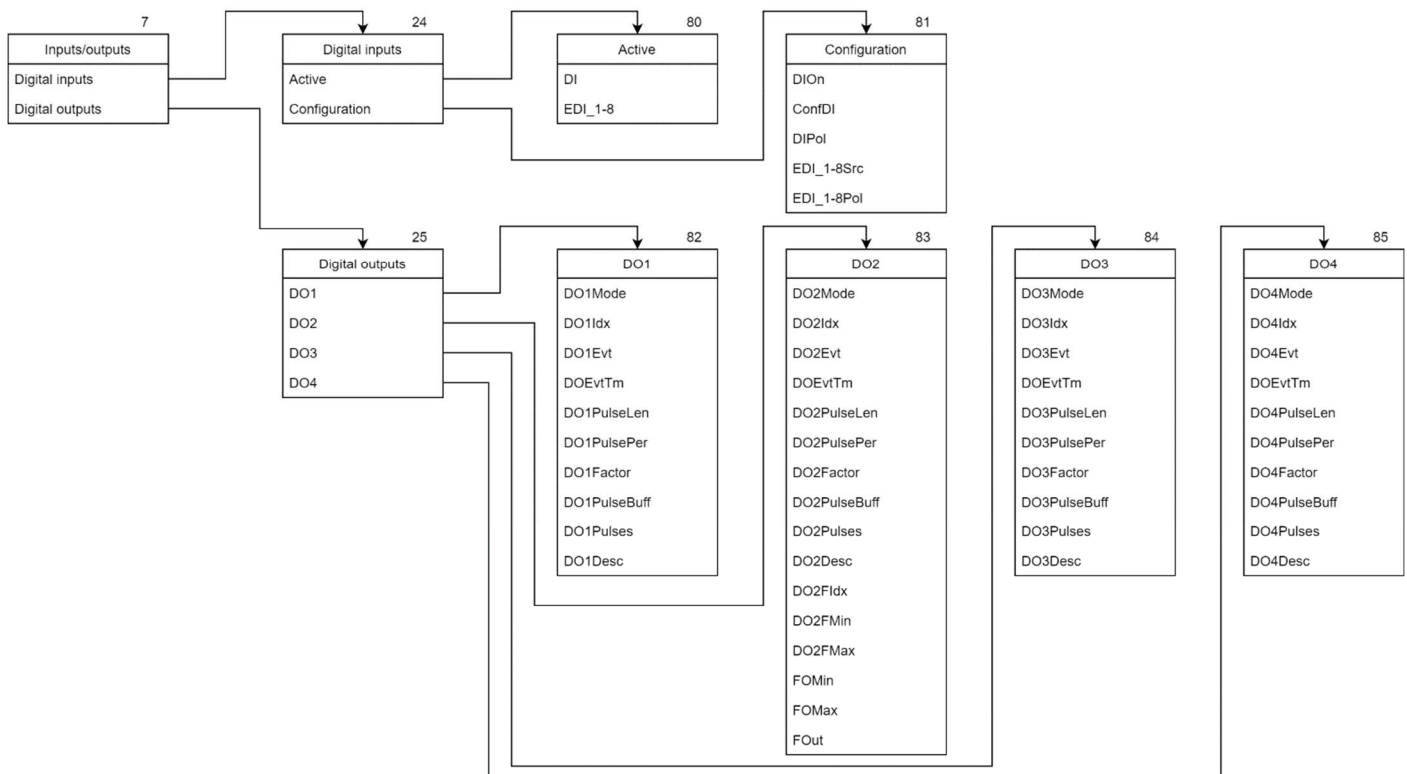 7
Inputs/outputs
Digital inputs
Digital outputs
24
Digital inputs
Active
Configuration
80
Active
DI
EDI_1-8
81
Configuration
DIOn
ConfDI
DIPol
EDI_1-8Src
EDI_1-8Pol
25
Digital outputs
DO1
DO2
DO3
DO4
82
DO1
DO1Mode
DO1Idx
DO1Evt
DOEvtTm
DO1PulseLen
DO1PulsePer
DO1Factor
DO1PulseBuff
DO1Pulses
DO1Desc
83
DO2
DO2Mode
DO2Idx
DO2Evt
DOEvtTm
DO2PulseLen
DO2PulsePer
DO2Factor
DO2PulseBuff
DO2Pulses
DO2Desc
DO2FIdx
DO2FMin
DO2FMax
FOMin
FOMax
FOut
84
DO3
DO3Mode
DO3Idx
DO3Evt
DOEvtTm
DO3PulseLen
DO3PulsePer
DO3Factor
DO3PulseBuff
DO3Pulses
DO3Desc
85
DO4
DO4Mode
DO4Idx
DO4Evt
DOEvtTm
DO4PulseLen
DO4PulsePer
DO4Factor
DO4PulseBuff
DO4Pulses
DO4Desc